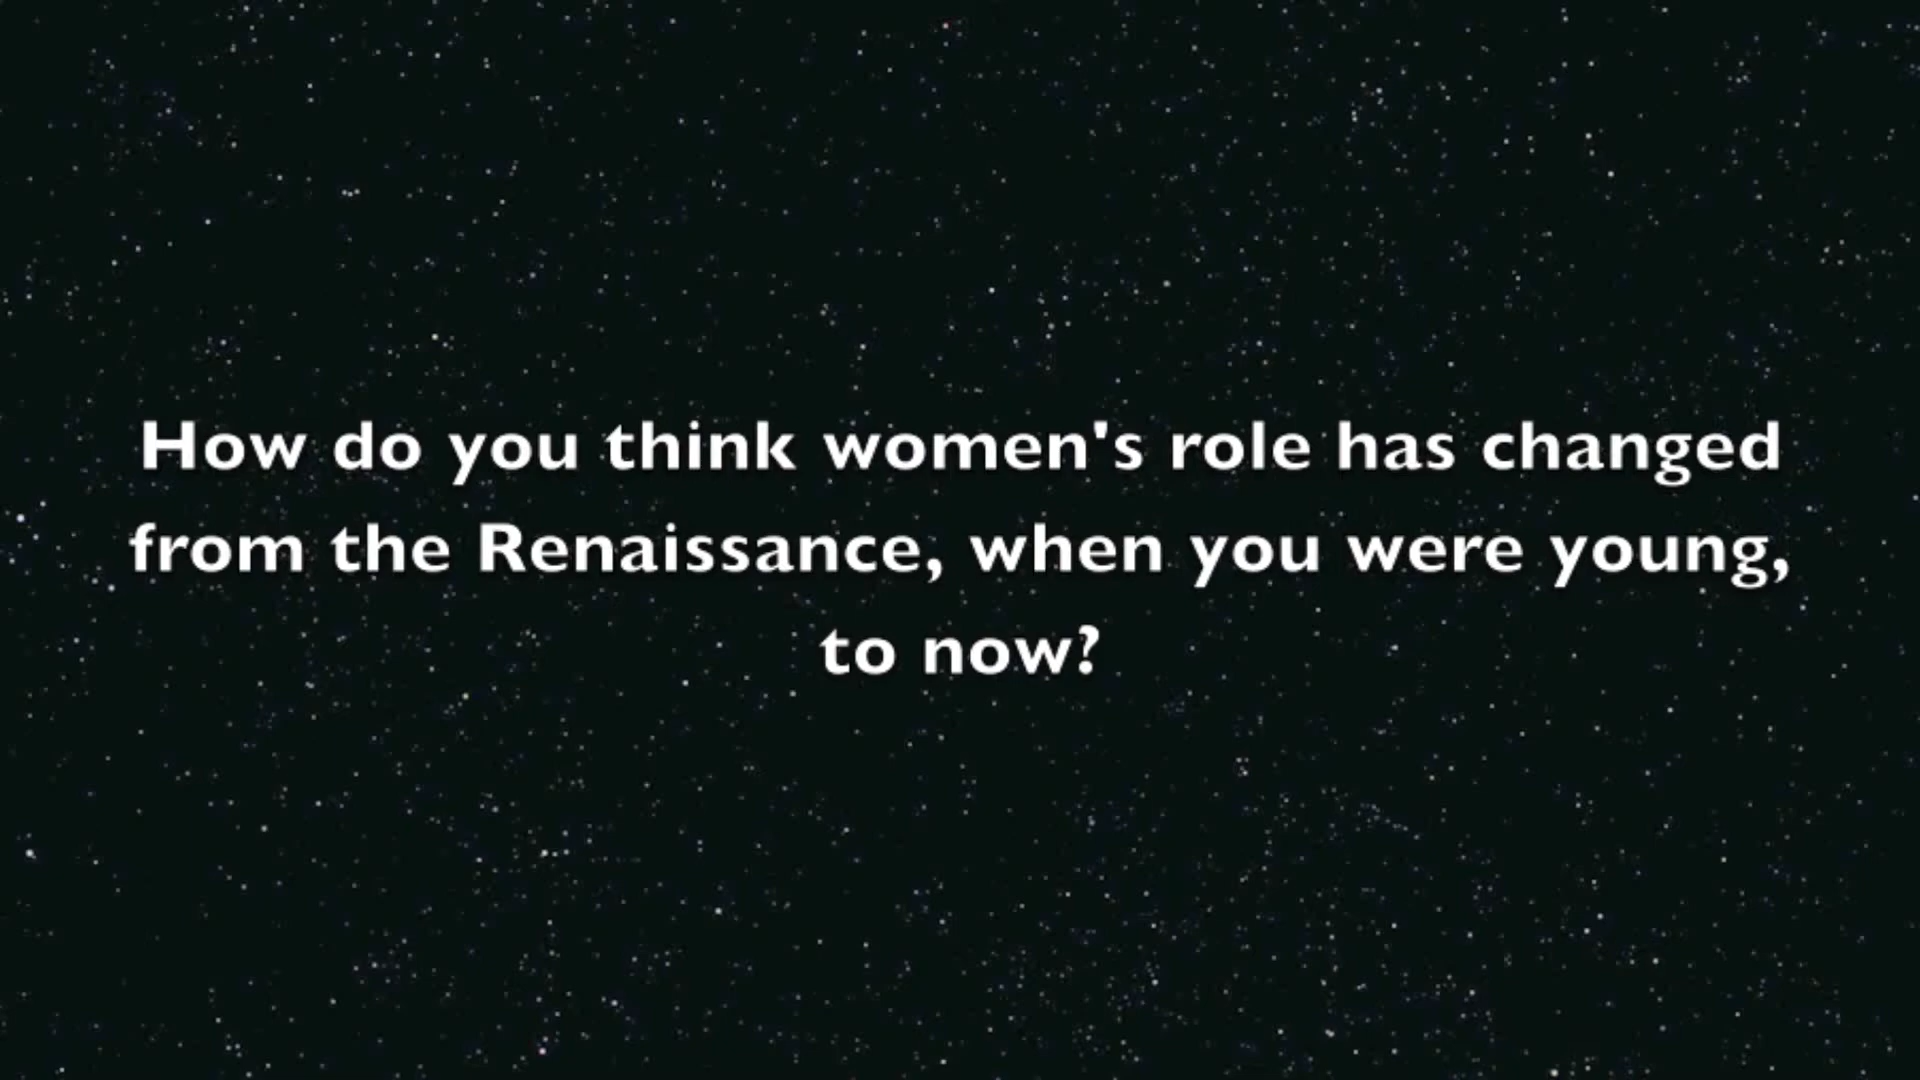 How do you think women's role has changed
from the Renaissance, when you were young,
to now?